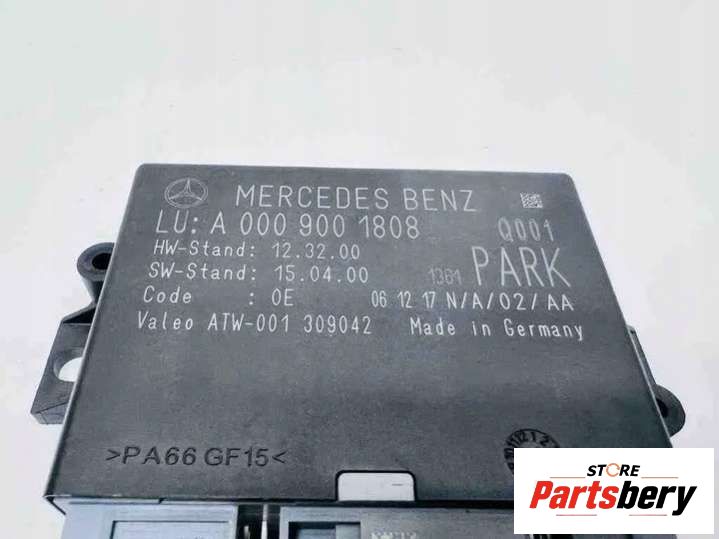 MERCEDES BENZ
LU: A 000 900 1808 Q001
HW-Stand: 12.32.00
SW-Stand: 15.04.00 1361 PARK
Code : 0E 06 12 17 N/A/02/AA
Valeo ATW-001 309042 Made in Germany
>PA66 GF15<
STORE
Partsbery